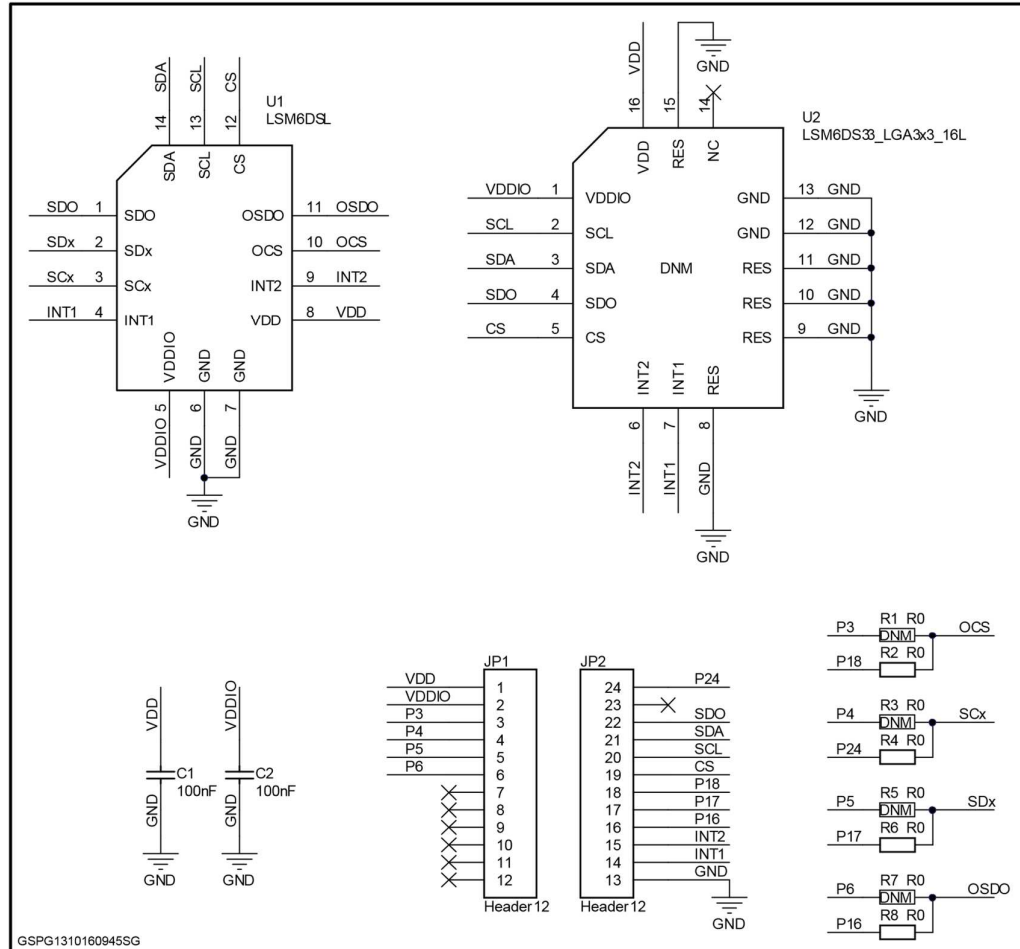 SDA
SCL
CS
14
13
12
U1
LSM6DSL
SDA
SCL
CS
SDO 1 SDO
SDx 2 SDx
SCx 3 SCx
INT1 4 INT1
OSDO 11 OSDO
OCS 10 OCS
INT2 9 INT2
VDD 8 VDD
VDDIO
GND
GND
VDDIO 5
GND 6
GND 7
GND
VDD
16
15
14
GND
U2
LSM6DS33_LGA3x3_16L
VDD
RES
NC
VDDIO 1 VDDIO
SCL 2 SCL
SDA 3 SDA
SDO 4 SDO
CS 5 CS
DNM
GND 13 GND
GND 12 GND
RES 11 GND
RES 10 GND
RES 9 GND
GND
INT2
INT1
RES
6
7
8
INT2
INT1
GND
GND
VDD
C1
100nF
GND
GND
VDDIO
C2
100nF
GND
GND
JP1
VDD 1
VDDIO 2
P3 3
P4 4
P5 5
P6 6
7
8
9
10
11
12
Header 12
JP2
24 P24
23
22 SDO
21 SDA
20 SCL
19 CS
18 P18
17 P17
16 P16
15 INT2
14 INT1
13 GND
Header 12
GND
P3 R1 R0 DNM OCS
P18 R2 R0
P4 R3 R0 DNM SCx
P24 R4 R0
P5 R5 R0 DNM SDx
P17 R6 R0
P6 R7 R0 DNM OSDO
P16 R8 R0
GSPG1310160945SG